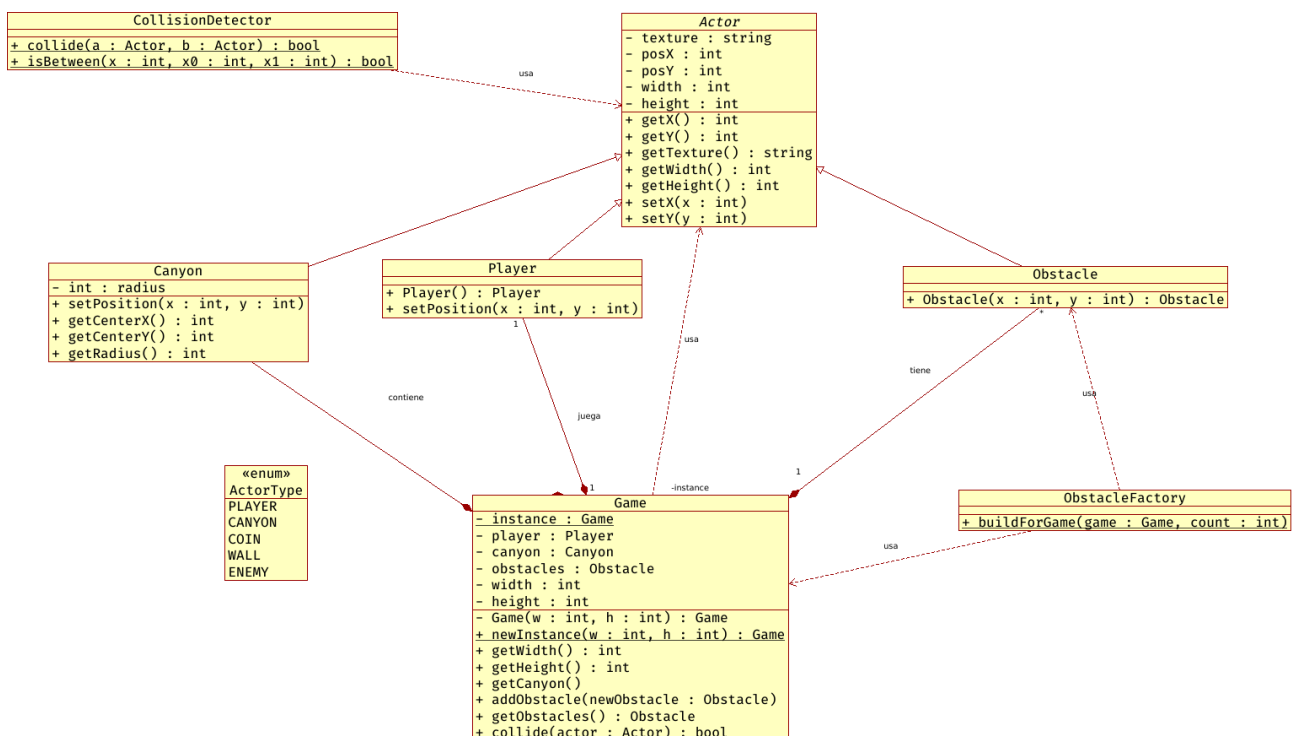 CollisionDetector
+ collide(a : Actor, b : Actor) : bool
+ isBetween(x : int, x0 : int, x1 : int) : bool
usa
Actor
- texture : string
- posX : int
- posY : int
- width : int
- height : int
+ getX() : int
+ getY() : int
+ getTexture() : string
+ getWidth() : int
+ getHeight() : int
+ setX(x : int)
+ setY(y : int)
Canyon
- int : radius
+ setPosition(x : int, y : int)
+ getCenterX() : int
+ getCenterY() : int
+ getRadius() : int
Player
+ Player() : Player
+ setPosition(x : int, y : int)
Obstacle
+ Obstacle(x : int, y : int) : Obstacle
1
*
usa
tiene
contiene
usa
juega
«enum»
ActorType
PLAYER
CANYON
COIN
WALL
ENEMY
1
1
-instance
Game
- instance : Game
- player : Player
- canyon : Canyon
- obstacles : Obstacle
- width : int
- height : int
- Game(w : int, h : int) : Game
+ newInstance(w : int, h : int) : Game
+ getWidth() : int
+ getHeight() : int
+ getCanyon()
+ addObstacle(newObstacle : Obstacle)
+ getObstacles() : Obstacle
+ collide(actor : Actor) : bool
ObstacleFactory
+ buildForGame(game : Game, count : int)
usa